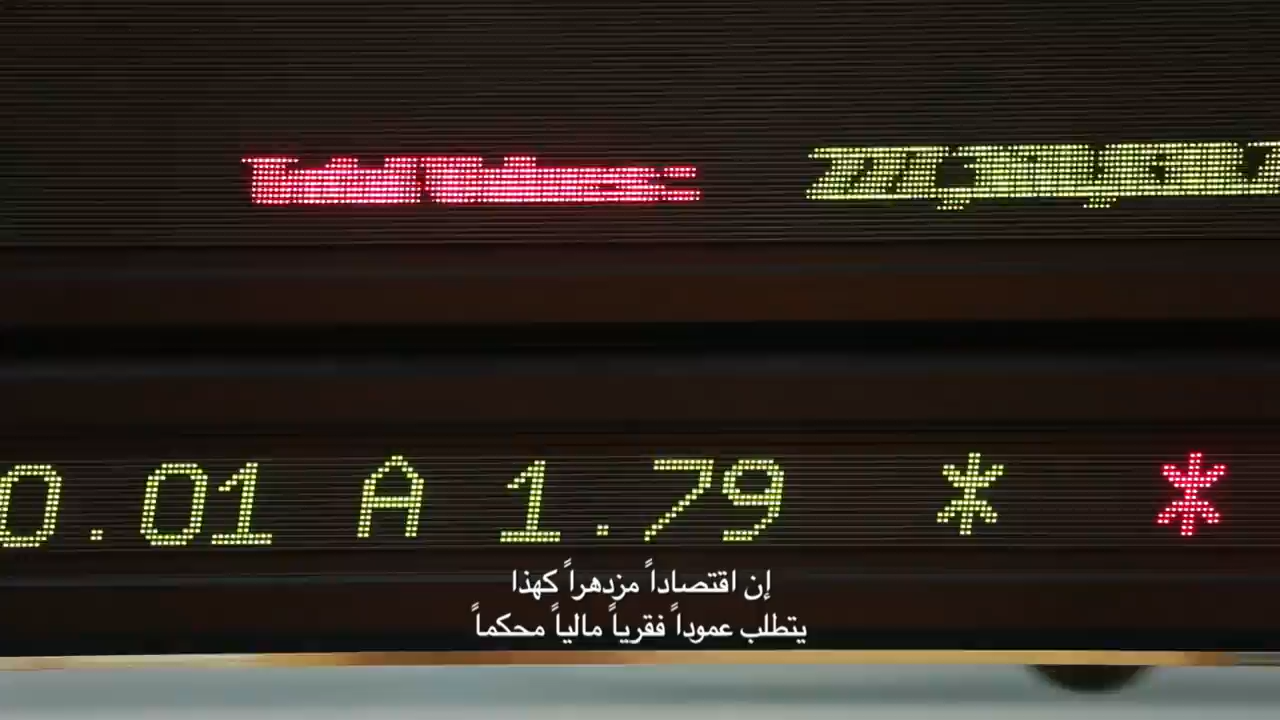 0.01 A 1.79 * *
إن اقتصاداً مزدهراً كهذا
يتطلب عموداً فقرياً مالياً محكماً